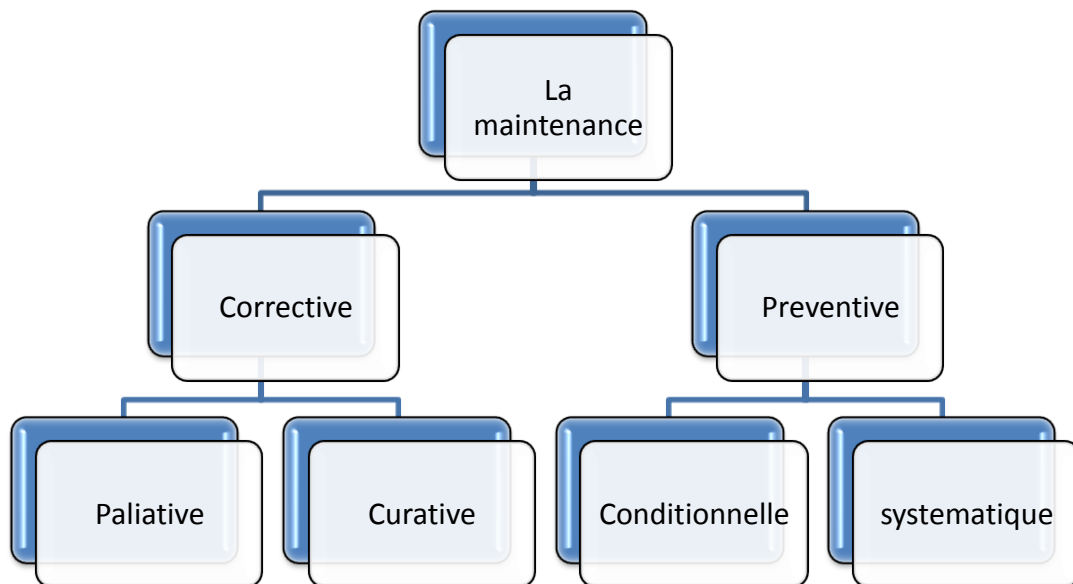 La
maintenance
Corrective
Preventive
Paliative
Curative
Conditionnelle
systematique